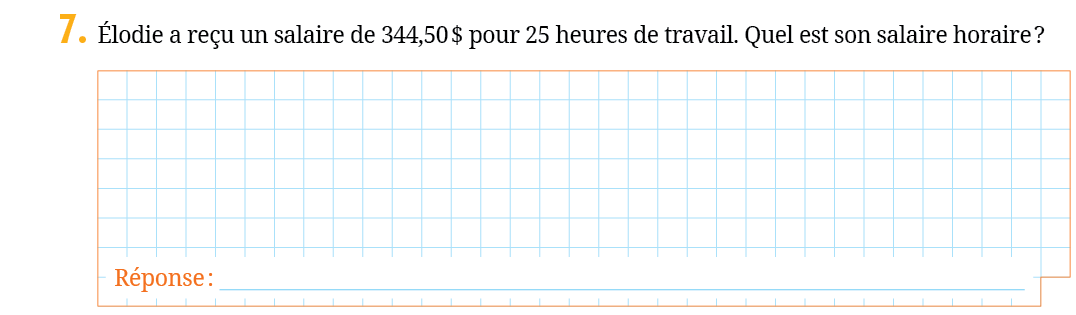 7. Élodie a reçu un salaire de 344,50 $ pour 25 heures de travail. Quel est son salaire horaire ?
Réponse :